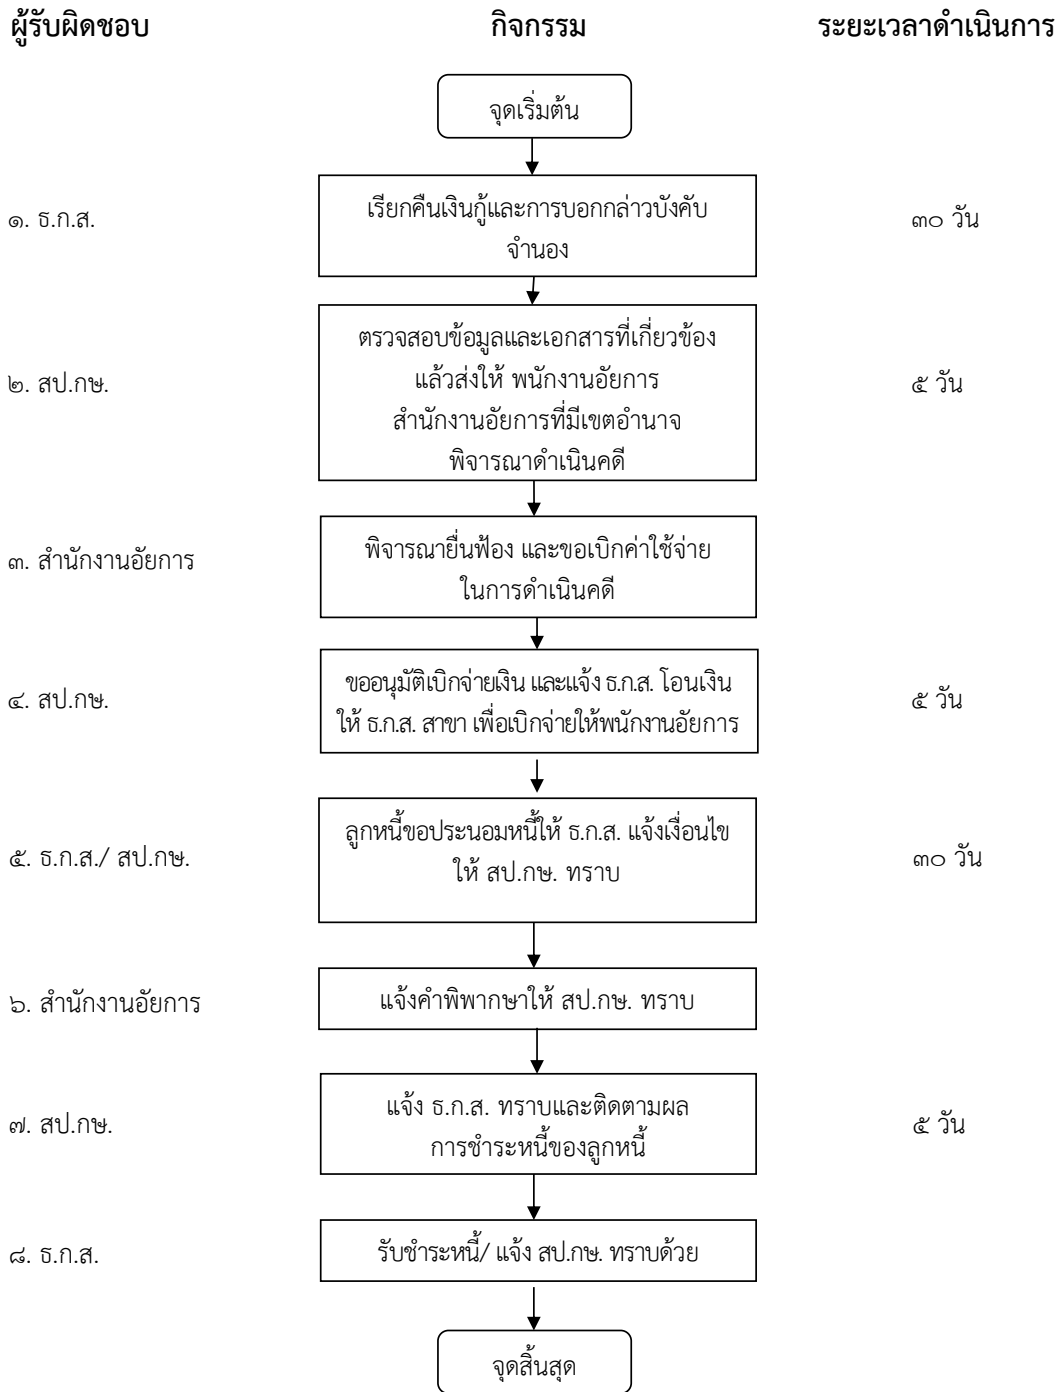 ผู้รับผิดชอบ กิจกรรม ระยะเวลาดำเนินการ
จุดเริ่มต้น
๑. ธ.ก.ส.
เรียกคืนเงินกู้และการบอกกล่าวบังคับ
จำนอง
๓๐ วัน
๒. สป.กษ.
ตรวจสอบข้อมูลและเอกสารที่เกี่ยวข้อง
แล้วส่งให้ พนักงานอัยการ
สำนักงานอัยการที่มีเขตอำนาจ
พิจารณาดำเนินคดี
๕ วัน
๓. สำนักงานอัยการ
พิจารณายื่นฟ้อง และขอเบิกค่าใช้จ่าย
ในการดำเนินคดี
๔. สป.กษ.
ขออนุมัติเบิกจ่ายเงิน และแจ้ง ธ.ก.ส. โอนเงิน
ให้ ธ.ก.ส. สาขา เพื่อเบิกจ่ายให้พนักงานอัยการ
๕ วัน
๕. ธ.ก.ส./ สป.กษ.
ลูกหนี้ขอประนอมหนี้ให้ ธ.ก.ส. แจ้งเงื่อนไข
ให้ สป.กษ. ทราบ
๓๐ วัน
๖. สำนักงานอัยการ
แจ้งคำพิพากษาให้ สป.กษ. ทราบ
๗. สป.กษ.
แจ้ง ธ.ก.ส. ทราบและติดตามผล
การชำระหนี้ของลูกหนี้
๕ วัน
๘. ธ.ก.ส.
รับชำระหนี้/ แจ้ง สป.กษ. ทราบด้วย
จุดสิ้นสุด